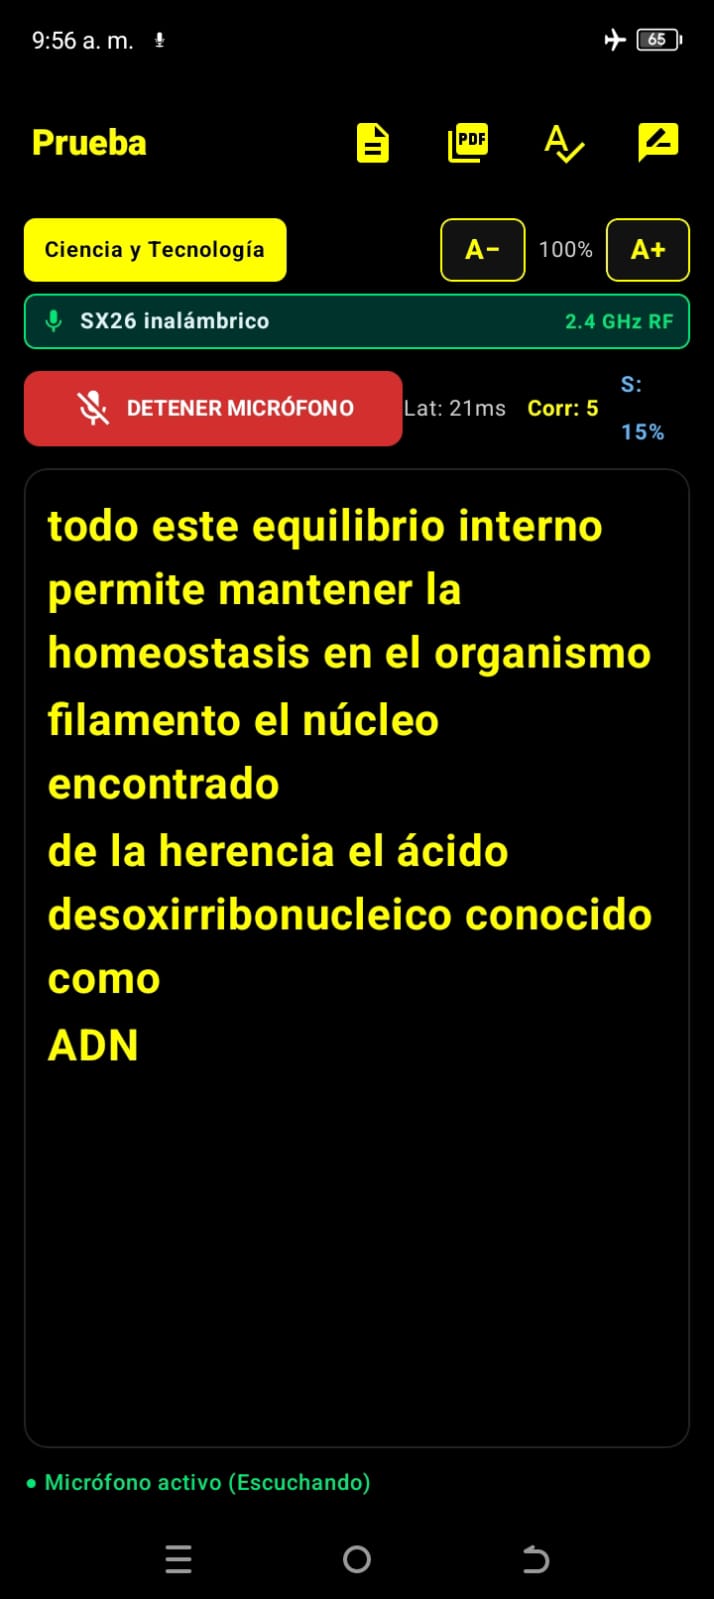 9:56 a. m.
65
Prueba
PDF
A
Ciencia y Tecnología
A−
100%
A+
SX26 inalámbrico
2.4 GHz RF
DETENER MICRÓFONO
Lat: 21ms
Corr: 5
S:
15%
todo este equilibrio interno
permite mantener la
homeostasis en el organismo
filamento el núcleo
encontrado
de la herencia el ácido
desoxirribonucleico conocido
como
ADN
● Micrófono activo (Escuchando)